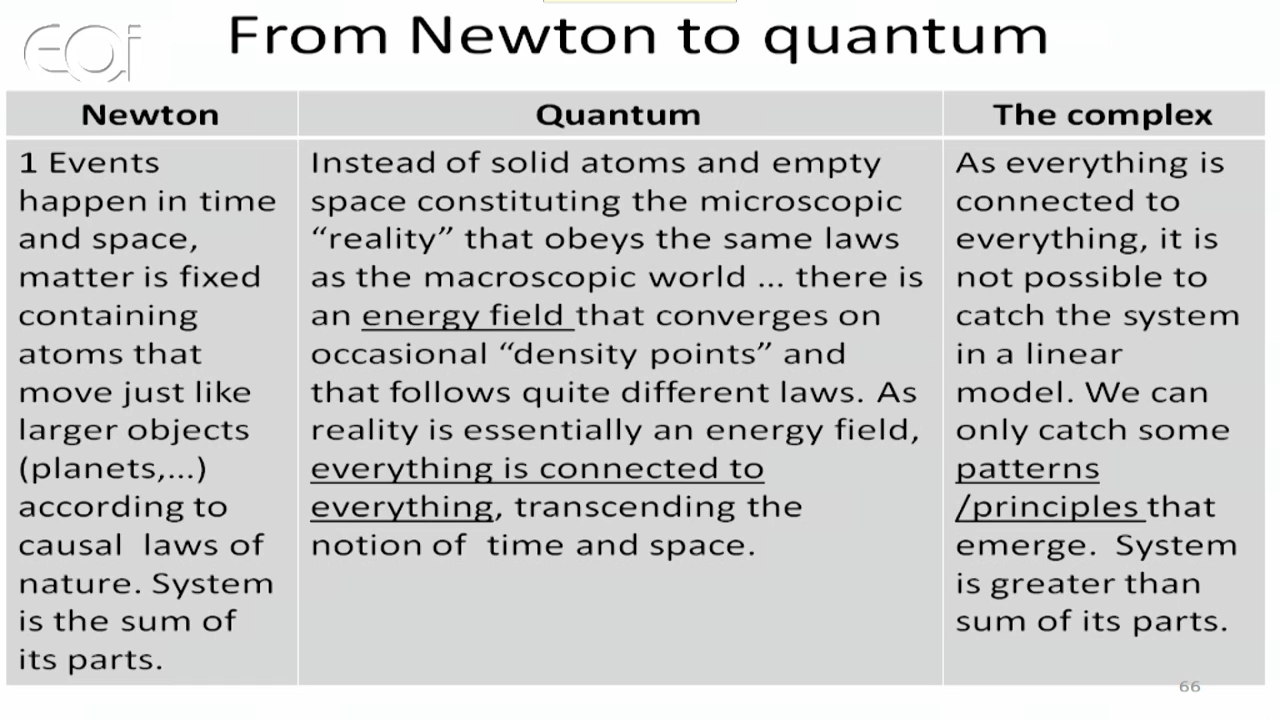 From Newton to quantum
EOI
Newton
Quantum
The complex
1 Events
happen in time
and space,
matter is fixed
containing
atoms that
move just like
larger objects
(planets,...)
according to
causal laws of
nature. System
is the sum of
its parts.
Instead of solid atoms and empty
space constituting the microscopic
“reality” that obeys the same laws
as the macroscopic world ... there is
an energy field that converges on
occasional “density points” and
that follows quite different laws. As
reality is essentially an energy field,
everything is connected to
everything, transcending the
notion of time and space.
As everything is
connected to
everything, it is
not possible to
catch the system
in a linear
model. We can
only catch some
patterns
/principles that
emerge. System
is greater than
sum of its parts.
66